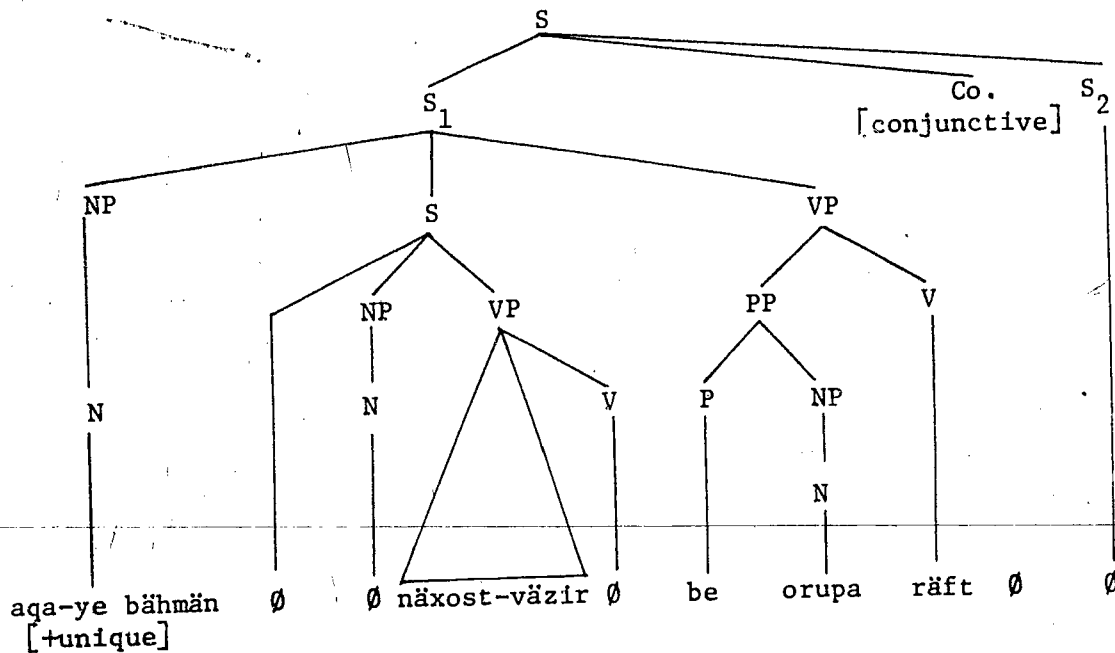 S
S1 Co. S2
[conjunctive]
NP S VP
NP VP PP V
N N V P NP
N
aqa-ye bähmän Ø Ø näxost-väzir Ø be orupa räft Ø Ø
[+unique]